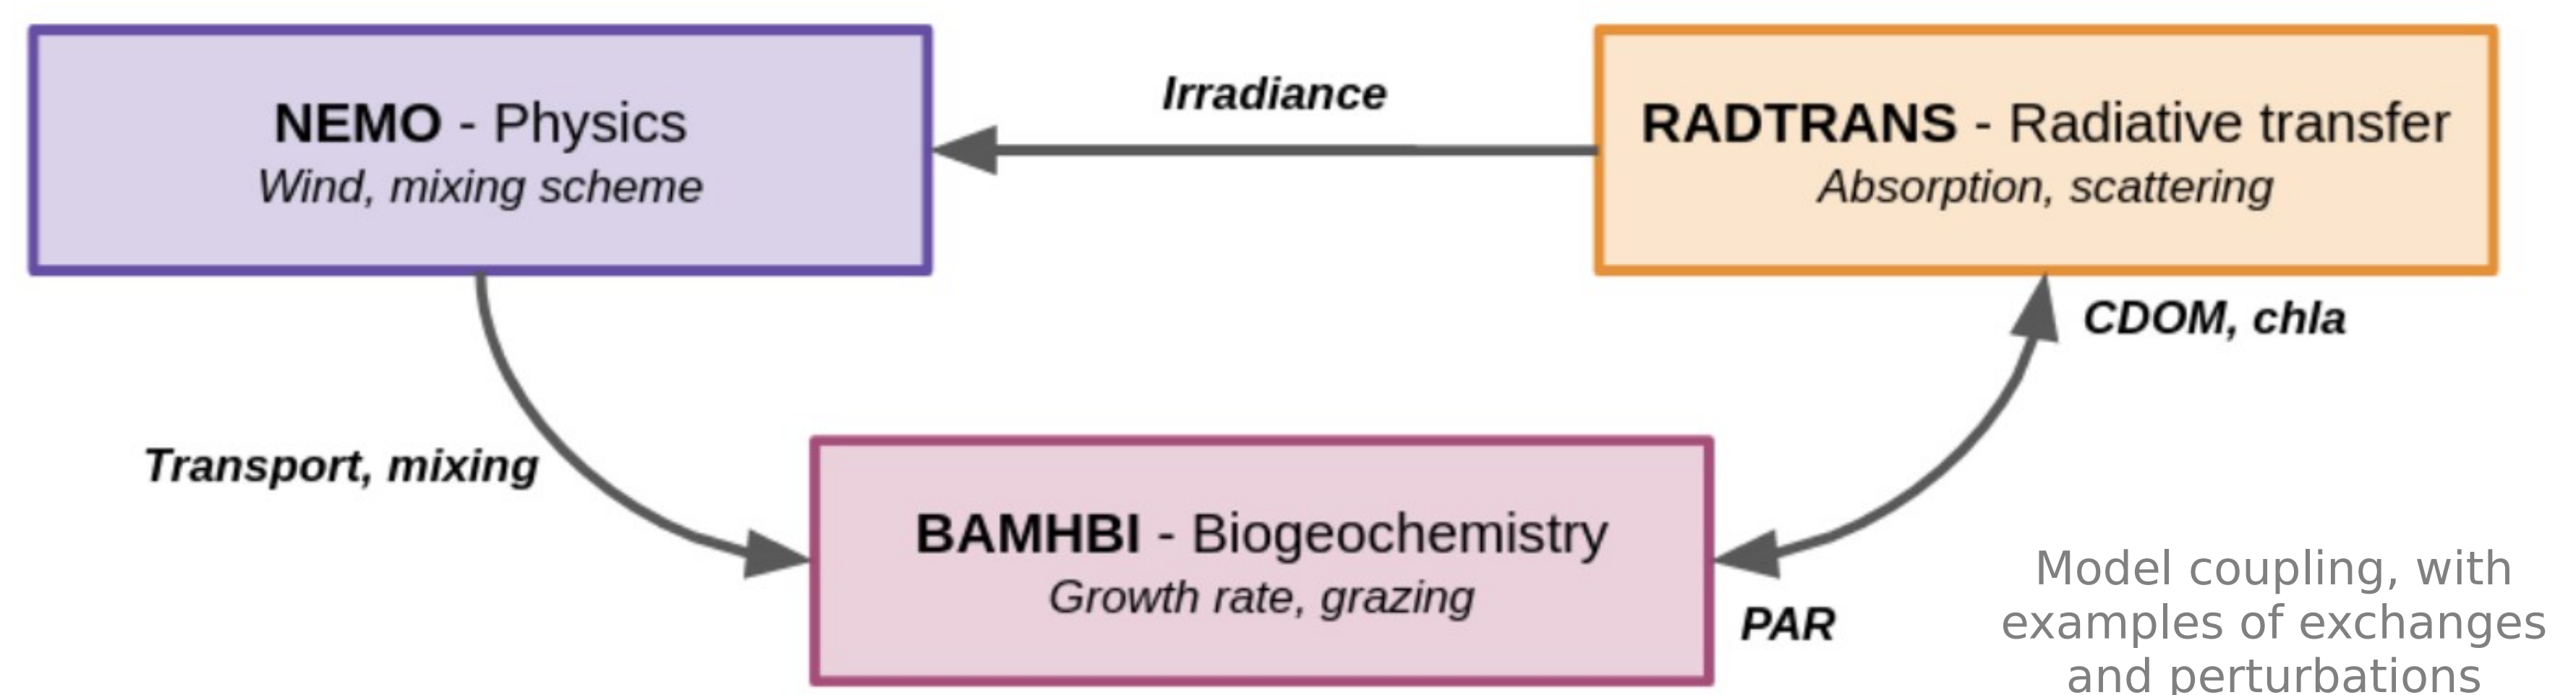 NEMO - Physics
Wind, mixing scheme
Irradiance
RADTRANS - Radiative transfer
Absorption, scattering
CDOM, chla
Transport, mixing
BAMHBI - Biogeochemistry
Growth rate, grazing
PAR
Model coupling, with
examples of exchanges
and perturbations